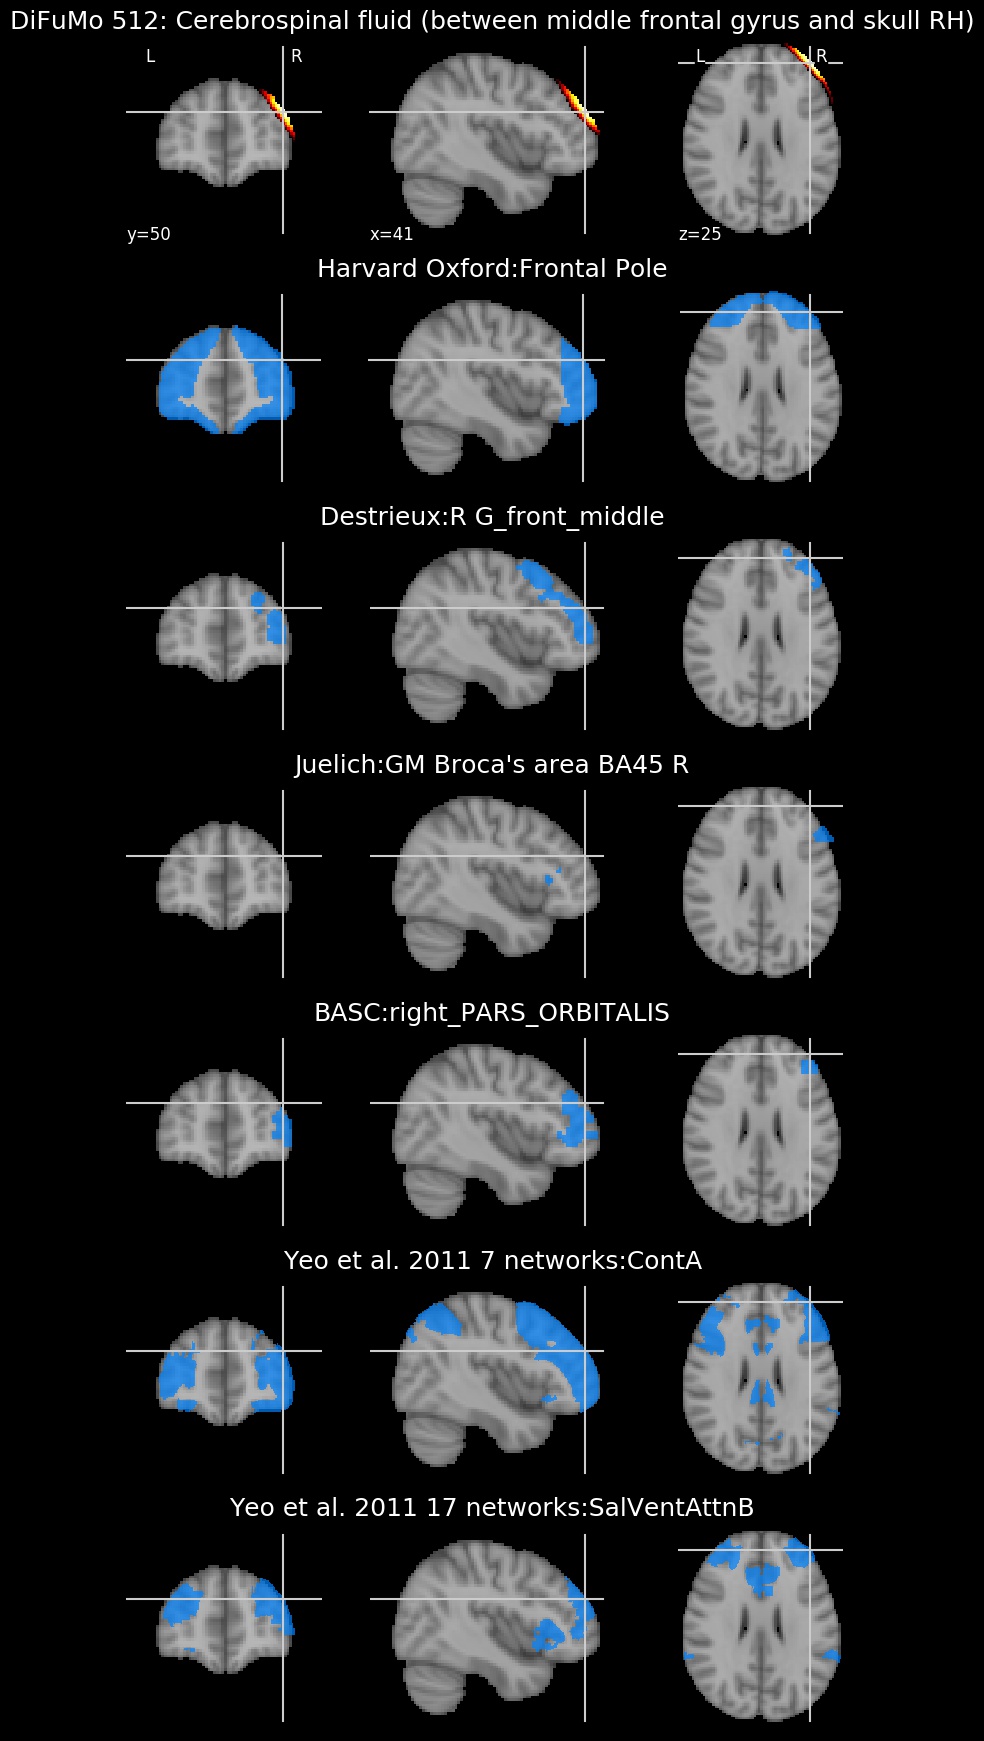 DiFuMo 512: Cerebrospinal fluid (between middle frontal gyrus and skull RH)
L R L R
y=50 x=41 z=25
Harvard Oxford:Frontal Pole
Destrieux:R G_front_middle
Juelich:GM Broca's area BA45 R
BASC:right_PARS_ORBITALIS
Yeo et al. 2011 7 networks:ContA
Yeo et al. 2011 17 networks:SalVentAttnB